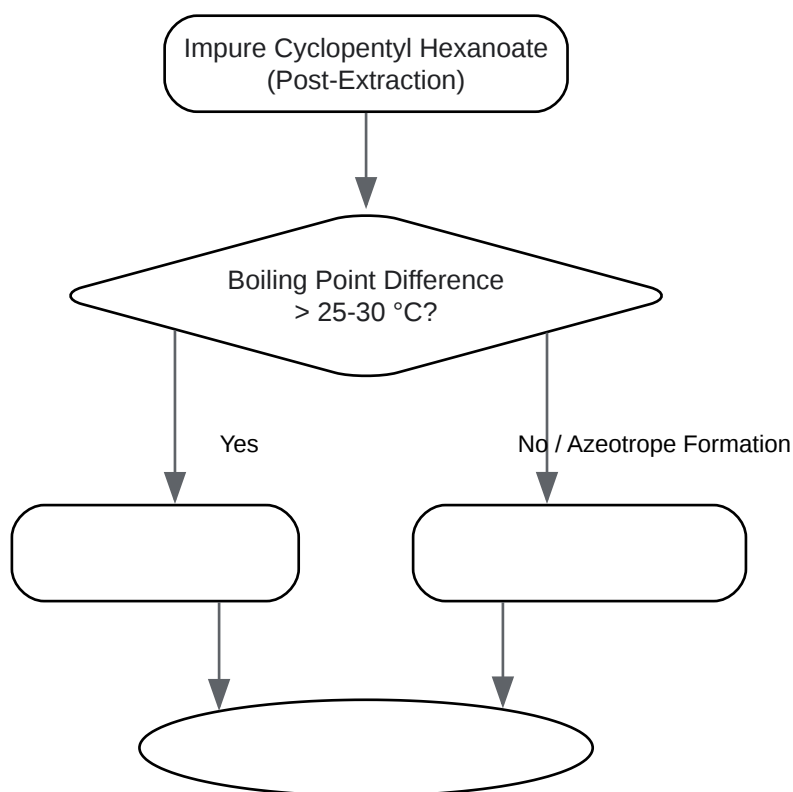 Impure Cyclopentyl Hexanoate
(Post-Extraction)
Boiling Point Difference
> 25-30 °C?
Yes
No / Azeotrope Formation